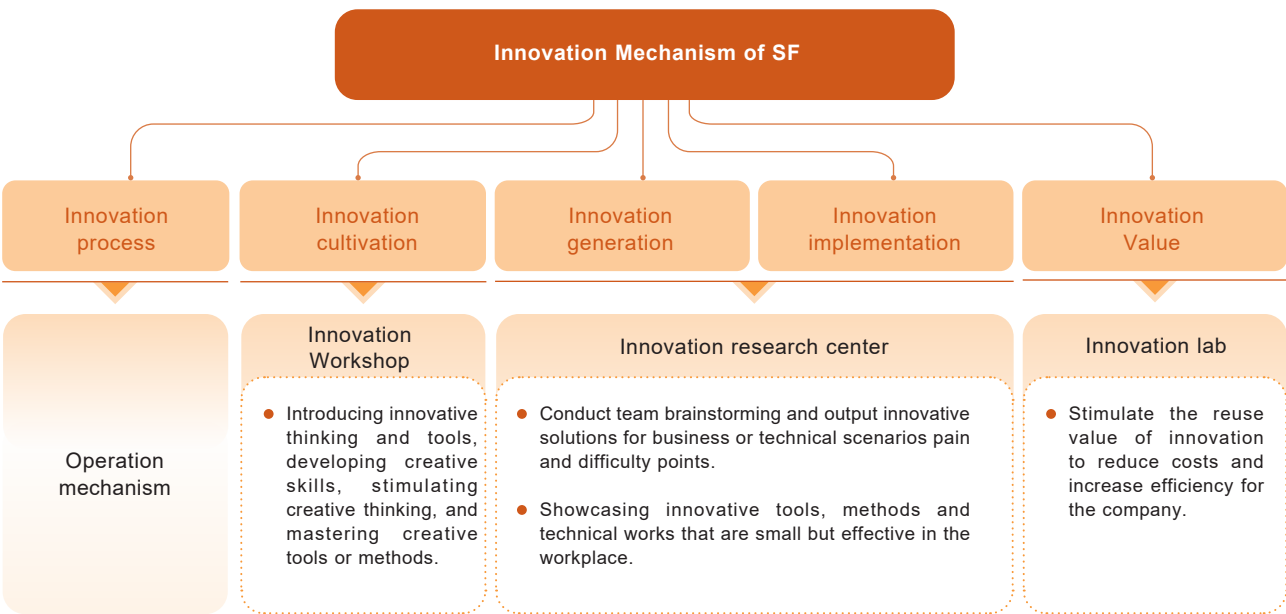 Innovation Mechanism of SF
Innovation
process
Innovation
cultivation
Innovation
generation
Innovation
implementation
Innovation
Value
Operation
mechanism
Innovation
Workshop
Introducing innovative
thinking and tools,
developing creative
skills, stimulating
creative thinking, and
mastering creative
tools or methods.
Innovation research center
Conduct team brainstorming and output innovative
solutions for business or technical scenarios pain
and difficulty points.
Showcasing innovative tools, methods and
technical works that are small but effective in the
workplace.
Innovation lab
Stimulate the reuse
value of innovation
to reduce costs and
increase efficiency for
the company.